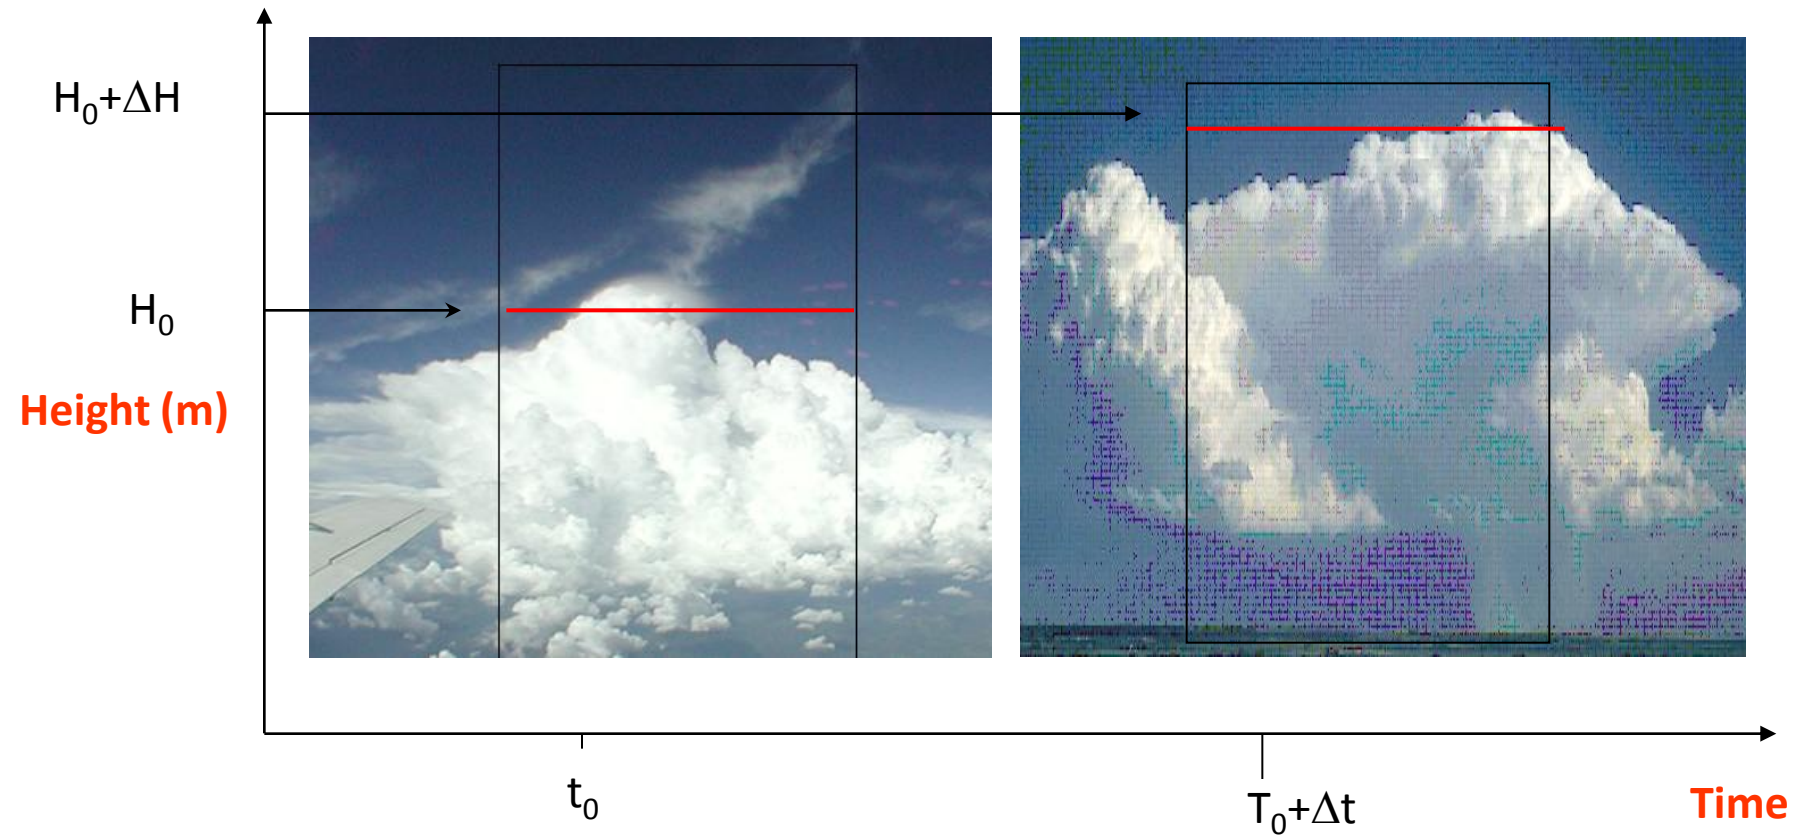 H₀+ΔH
H₀
Height (m)
t₀
T₀+Δt
Time